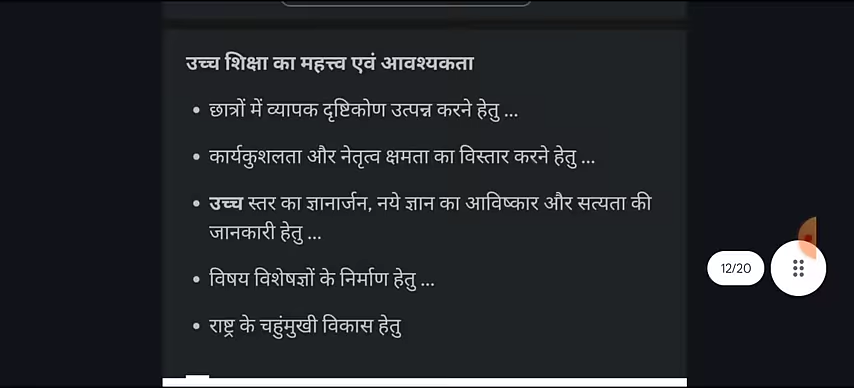 उच्च शिक्षा का महत्त्व एवं आवश्यकता
• छात्रों में व्यापक दृष्टिकोण उत्पन्न करने हेतु ...
• कार्यकुशलता और नेतृत्व क्षमता का विस्तार करने हेतु ...
• उच्च स्तर का ज्ञानार्जन, नये ज्ञान का आविष्कार और सत्यता की
जानकारी हेतु ...
• विषय विशेषज्ञों के निर्माण हेतु ...
• राष्ट्र के चहुंमुखी विकास हेतु
12/20